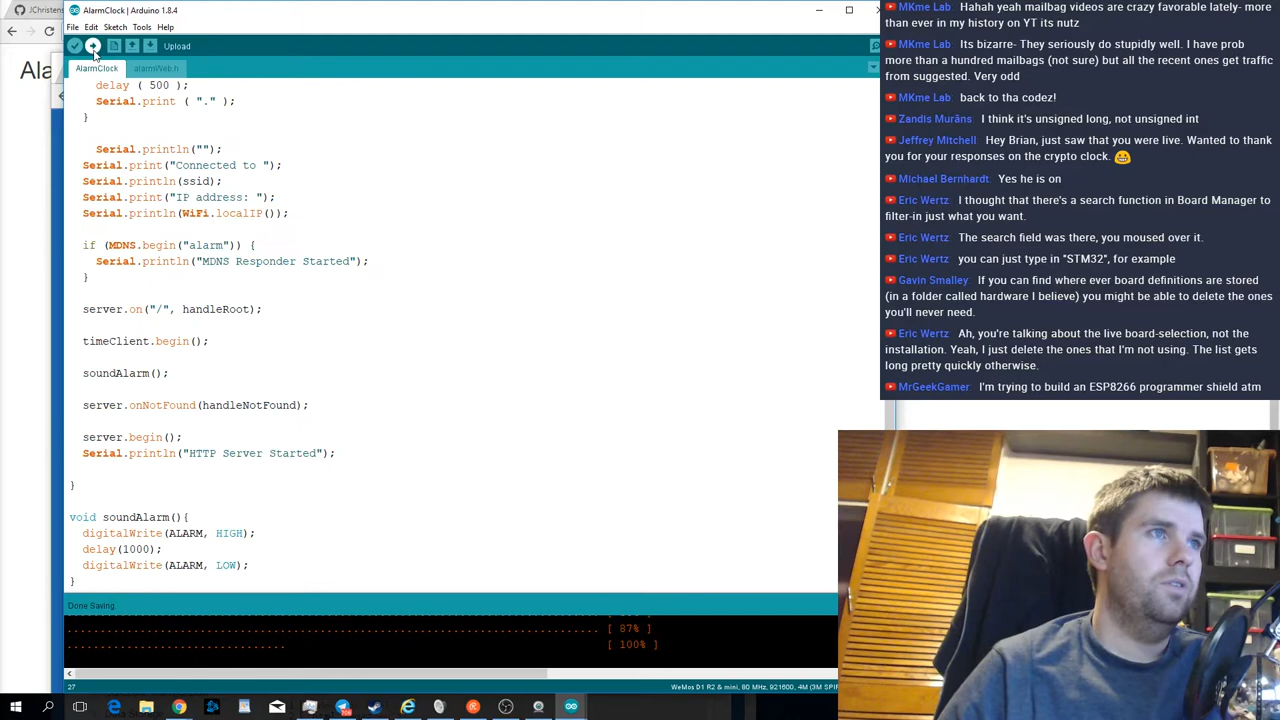 AlarmClock | Arduino 1.8.4
JChristens
File Edit Sketch Tools Help
Upload
Ala
AlarmClock
alarmWeb.h
delay ( 500 );
Serial.print ( "." );
}
Serial.println("");
Serial.print("Connected to ");
Serial.println(ssid);
Serial.print("IP address: ");
Serial.println(WiFi.localIP());
if (MDNS.begin("alarm")) {
Serial.println("MDNS Responder Started");
}
server.on("/", handleRoot);
timeClient.begin();
soundAlarm();
server.onNotFound(handleNotFound);
server.begin();
Serial.println("HTTP Server Started");
}
void soundAlarm(){
digitalWrite(ALARM, HIGH);
delay(1000);
digitalWrite(ALARM, LOW);
}
Done Saving.
[ 87% ]
[ 100% ]
27
WeMos D1 R2 & mini, 80 MHz, 921600, 4M (3M SPIF
MKme Lab Hahah yeah mailbag videos are crazy favorable lately- more
than ever in my history on YT its nutz
MKme Lab Its bizarre- They seriously do stupidly well. I have prob
more than a hundred mailbags (not sure) but all the recent ones get traffic
from suggested. Very odd
MKme Lab back to tha codez!
Zandis Murāns I think it's unsigned long, not unsigned int
Jeffrey Mitchell Hey Brian, just saw that you were live. Wanted to thank
you for your responses on the crypto clock. 😀
Michael Bernhardt Yes he is on
Eric Wertz I thought that there's a search function in Board Manager to
filter-in just what you want.
Eric Wertz The search field was there, you moused over it.
Eric Wertz you can just type in "STM32", for example
Gavin Smalley If you can find where ever board definitions are stored
(in a folder called hardware I believe) you might be able to delete the ones
you'll never need.
Eric Wertz Ah, you're talking about the live board-selection, not the
installation. Yeah, I just delete the ones that I'm not using. The list gets
long pretty quickly otherwise.
MrGeekGamer I'm trying to build an ESP8266 programmer shield atm